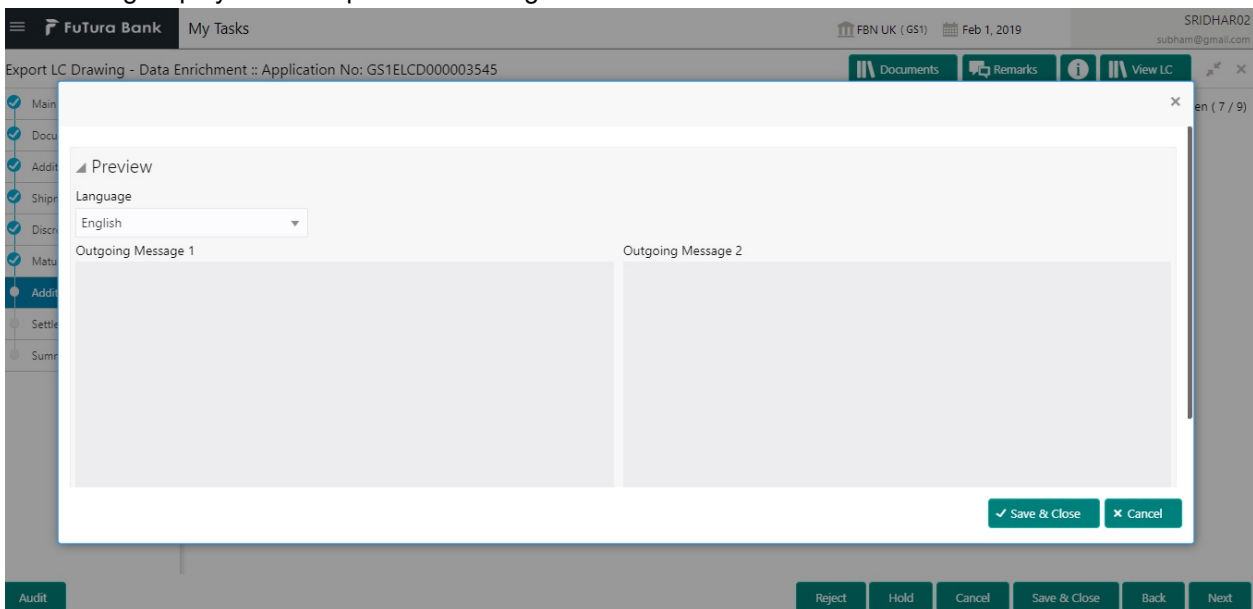 FuTura Bank My Tasks FBN UK ( GS1) Feb 1, 2019 SRIDHAR02
subham@gmail.com
Export LC Drawing - Data Enrichment :: Application No: GS1ELCD000003545 Documents Remarks View LC
Main en ( 7 / 9)
Docu
Addit
Preview
Shipr
Language
Discr
English
Matu
Outgoing Message 1 Outgoing Message 2
Addit
Settle
Sumr
Save & Close Cancel
Audit Reject Hold Cancel Save & Close Back Next